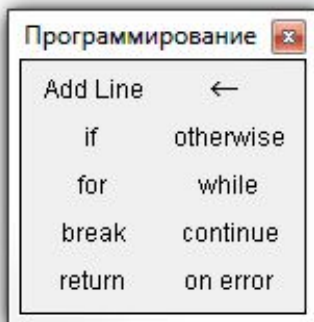 Программирование
Add Line ←
if otherwise
for while
break continue
return on error